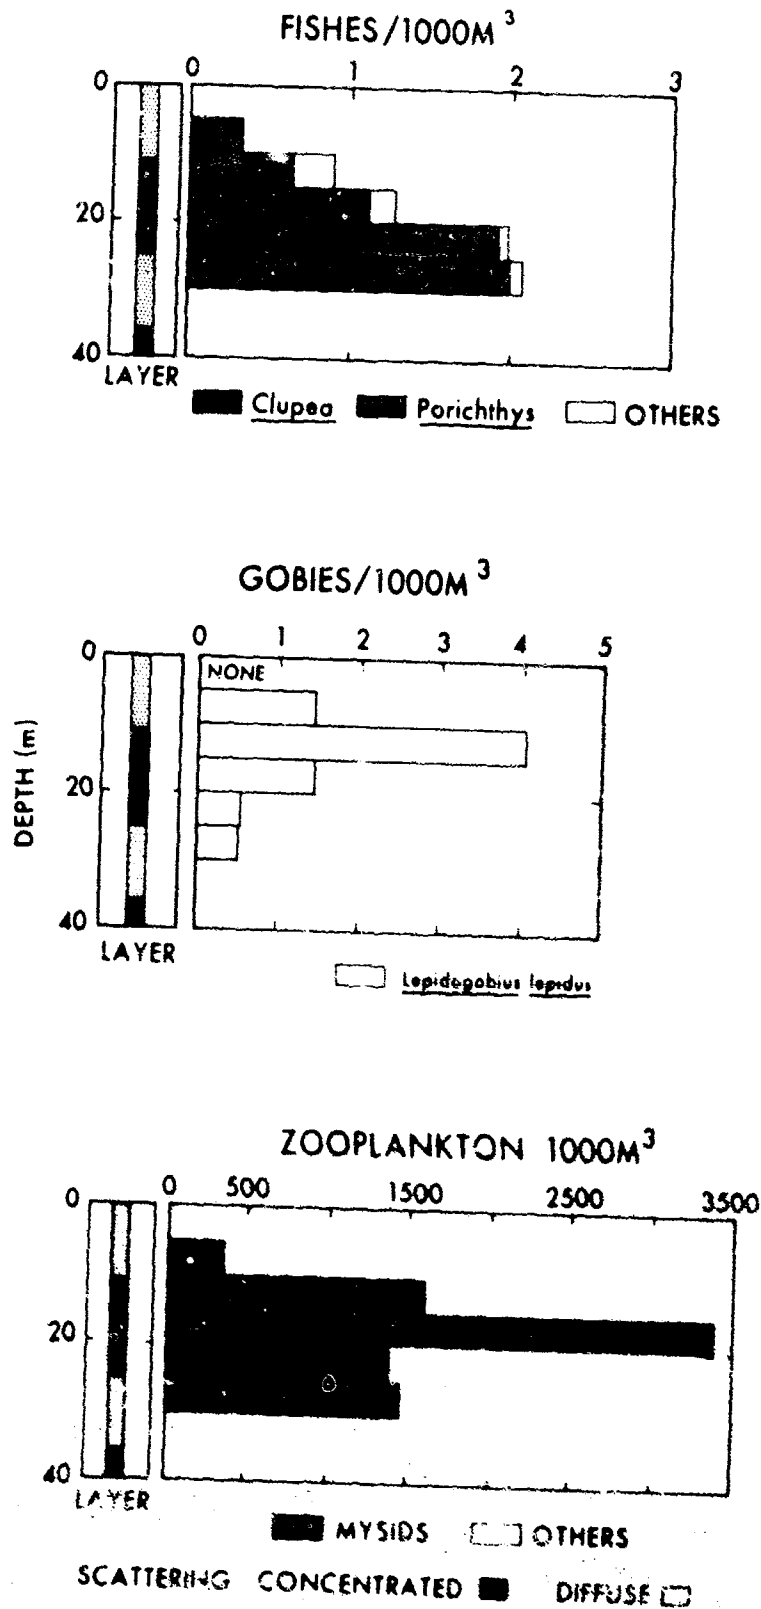 FISHES/1000M³
0 1 2 3
0
20
40
LAYER
Clupea Porichthys OTHERS
GOBIES/1000M³
0 1 2 3 4 5
0
NONE
DEPTH (m)
20
40
LAYER
Lepidogobius lepidus
ZOOPLANKTON 1000M³
0 500 1500 2500 3500
0
20
40
LAYER
MYSIDS OTHERS
SCATTERING CONCENTRATED DIFFUSE